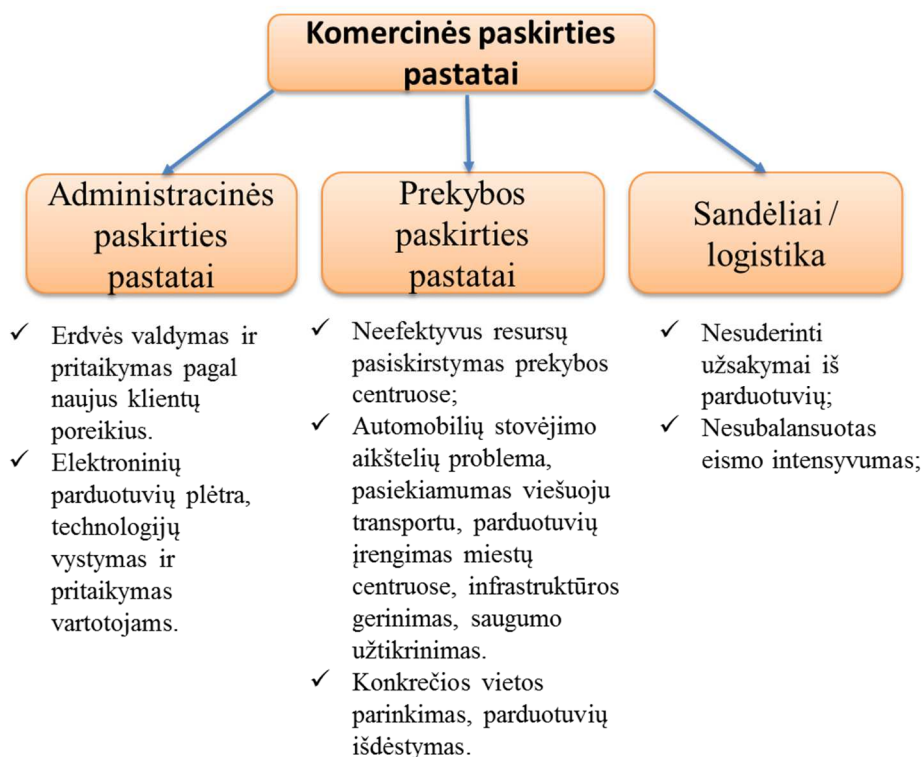 Komercinės paskirties
pastatai
Administracinės
paskirties
pastatai
Prekybos
paskirties
pastatai
Sandėliai /
logistika
✓ Erdvės valdymas ir
pritaikymas pagal
naujus klientų
poreikius.
✓ Elektroninių
parduotuvių plėtra,
technologijų
vystymas ir
pritaikymas
vartotojams.
✓ Neefektyvus resursų
pasiskirstymas prekybos
centruose;
✓ Automobilių stovėjimo
aikštelių problema,
pasiekiamumas viešuoju
transportu, parduotuvių
įrengimas miestų
centruose, infrastruktūros
gerinimas, saugumo
užtikrinimas.
✓ Konkrečios vietos
parinkimas, parduotuvių
išdėstymas.
✓ Nesuderinti
užsakymai iš
parduotuvių;
✓ Nesubalansuotas
eismo intensyvumas;